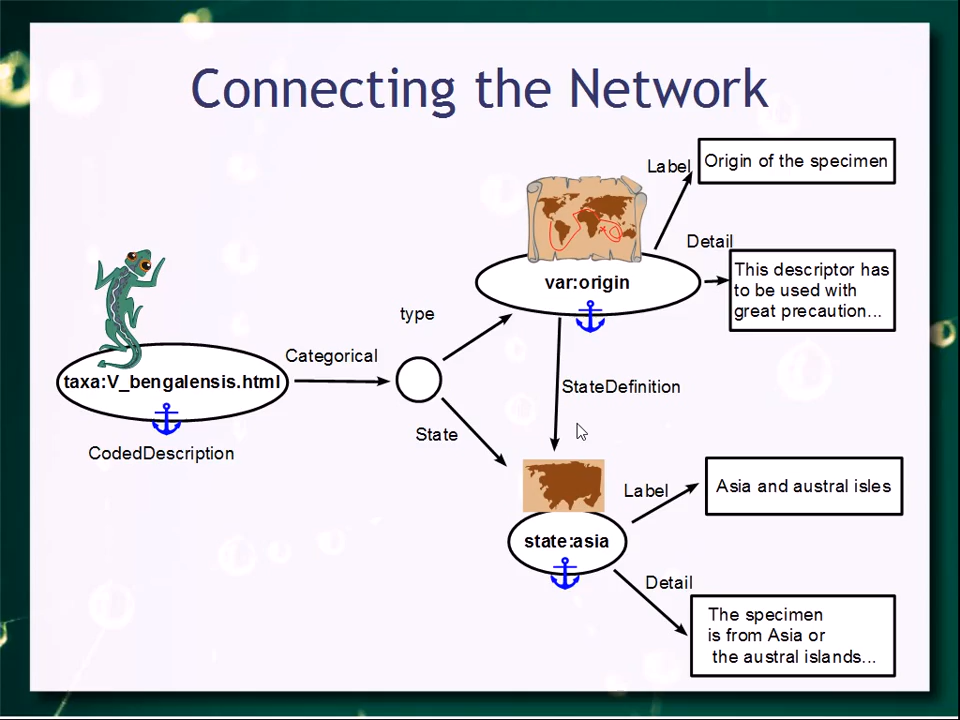 Connecting the Network
Label
Origin of the specimen
Detail
var:origin
This descriptor has
to be used with
great precaution...
type
Categorical
taxa:V_bengalensis.html
StateDefinition
State
CodedDescription
Label
Asia and austral isles
state:asia
Detail
The specimen
is from Asia or
the austral islands...